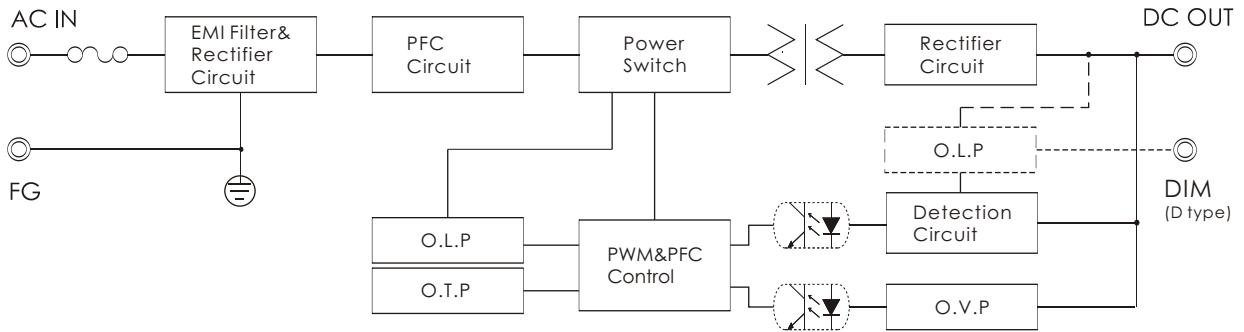 AC IN
EMI Filter&
Rectifier
Circuit
PFC
Circuit
Power
Switch
Rectifier
Circuit
DC OUT
FG
O.L.P
DIM
(D type)
O.L.P
O.T.P
PWM&PFC
Control
Detection
Circuit
O.V.P